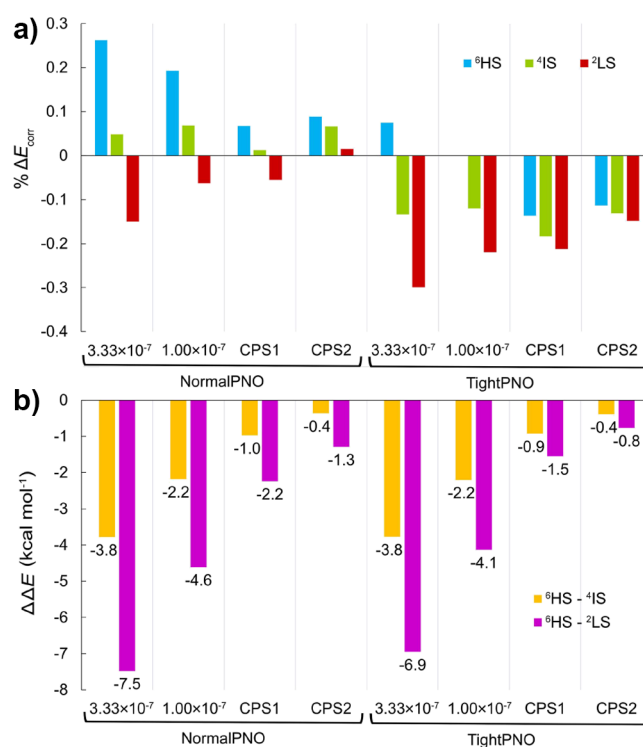 a)
0.3
0.2
0.1
0
-0.1
-0.2
-0.3
-0.4
% ΔE_corr
⁶HS ⁴IS ²LS
3.33×10⁻⁷ 1.00×10⁻⁷ CPS1 CPS2 3.33×10⁻⁷ 1.00×10⁻⁷ CPS1 CPS2
NormalPNO TightPNO
b)
0
-1
-2
-3
-4
-5
-6
-7
-8
ΔΔE (kcal mol⁻¹)
-3.8 -7.5 -2.2 -4.6 -1.0 -2.2 -0.4 -1.3 -3.8 -6.9 -2.2 -4.1 -0.9 -1.5 -0.4 -0.8
⁶HS - ⁴IS
⁶HS - ²LS
3.33×10⁻⁷ 1.00×10⁻⁷ CPS1 CPS2 3.33×10⁻⁷ 1.00×10⁻⁷ CPS1 CPS2
NormalPNO TightPNO